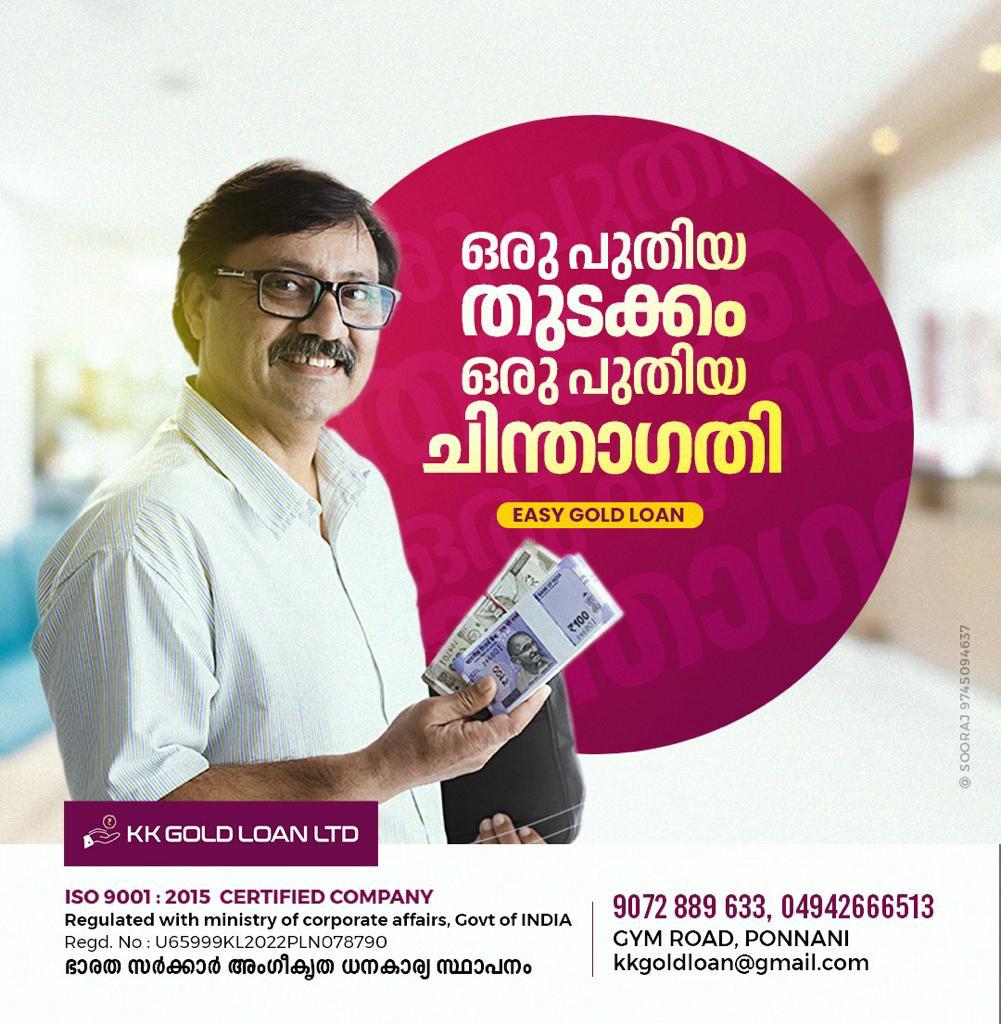 ഒരു പുതിയ
തുടക്കം
ഒരു പുതിയ
ചിന്താഗതി
EASY GOLD LOAN
₹100
@ SOORAJ 9745094637
KK GOLD LOAN LTD
ISO 9001 : 2015 CERTIFIED COMPANY
Regulated with ministry of corporate affairs, Govt of INDIA
Regd. No : U65999KL2022PLN078790
ഭാരത സർക്കാർ അംഗീകൃത ധനകാര്യ സ്ഥാപനം
9072 889 633, 04942666513
GYM ROAD, PONNANI
kkgoldloan@gmail.com